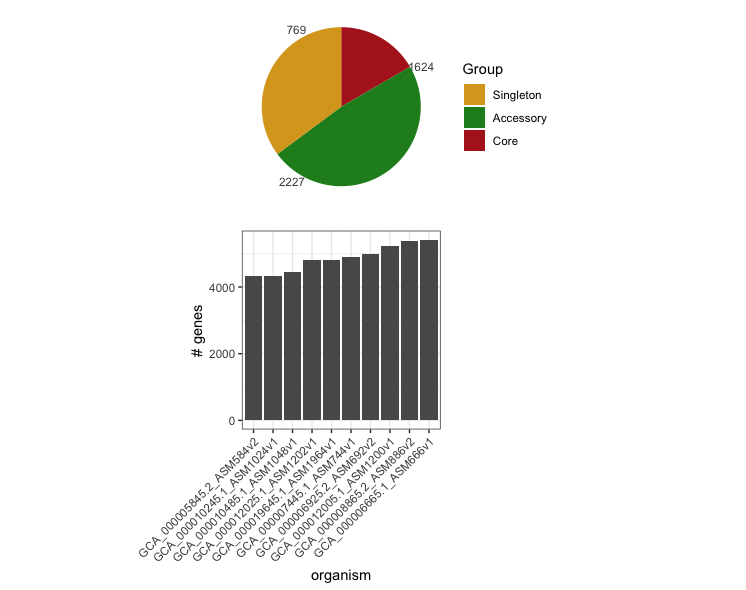 769
1624
2227
Group
Singleton
Accessory
Core
# genes
4000
2000
0
GCA_000005845.2_ASM584v2
GCA_000010245.1_ASM1024v1
GCA_000010485.1_ASM1048v1
GCA_000012025.1_ASM1202v1
GCA_000019645.1_ASM1964v1
GCA_000007445.1_ASM744v1
GCA_000006925.2_ASM692v2
GCA_000012005.1_ASM1200v1
GCA_000008865.2_ASM886v2
GCA_000006665.1_ASM666v1
organism